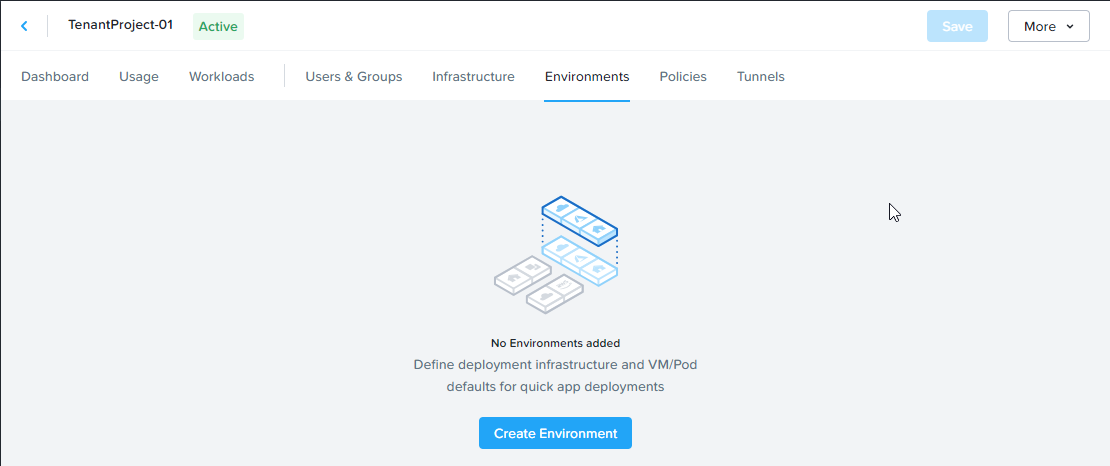 TenantProject-01 Active Save More
Dashboard Usage Workloads Users & Groups Infrastructure Environments Policies Tunnels
No Environments added
Define deployment infrastructure and VM/Pod
defaults for quick app deployments
Create Environment